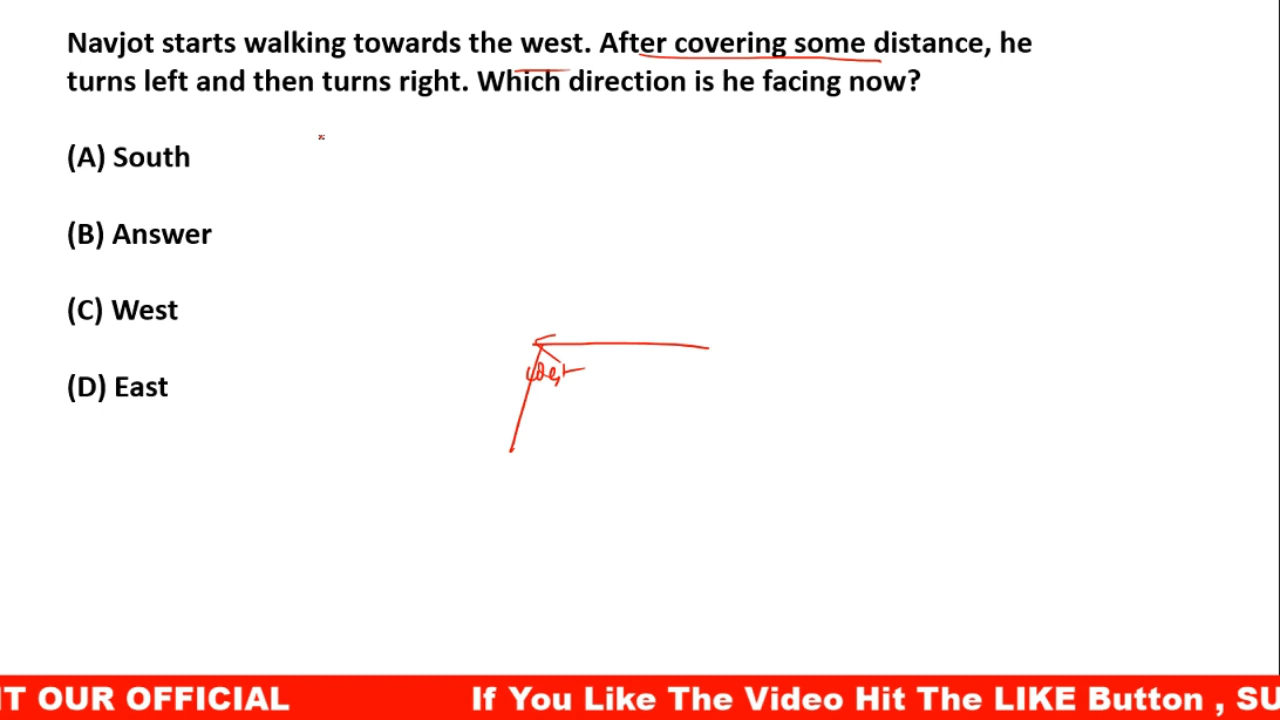 Navjot starts walking towards the west. After covering some distance, he
turns left and then turns right. Which direction is he facing now?
(A) South
(B) Answer
(C) West
(D) East
West
IT OUR OFFICIAL If You Like The Video Hit The LIKE Button , SU